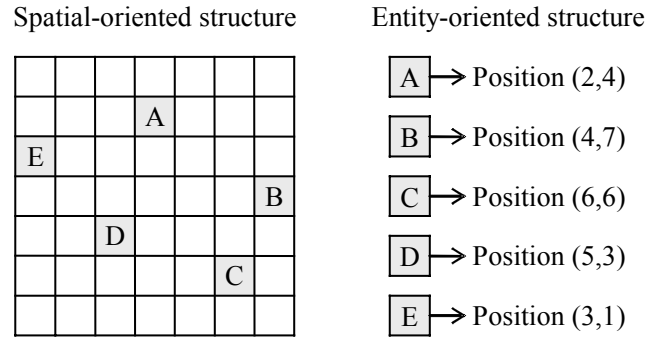 Spatial-oriented structure
A
E
B
D
C
Entity-oriented structure
A Position (2,4)
B Position (4,7)
C Position (6,6)
D Position (5,3)
E Position (3,1)